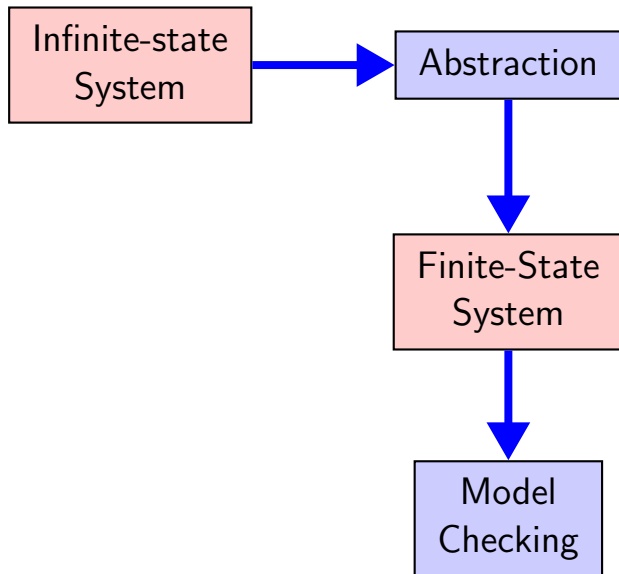 Infinite-state
System
Abstraction
Finite-State
System
Model
Checking